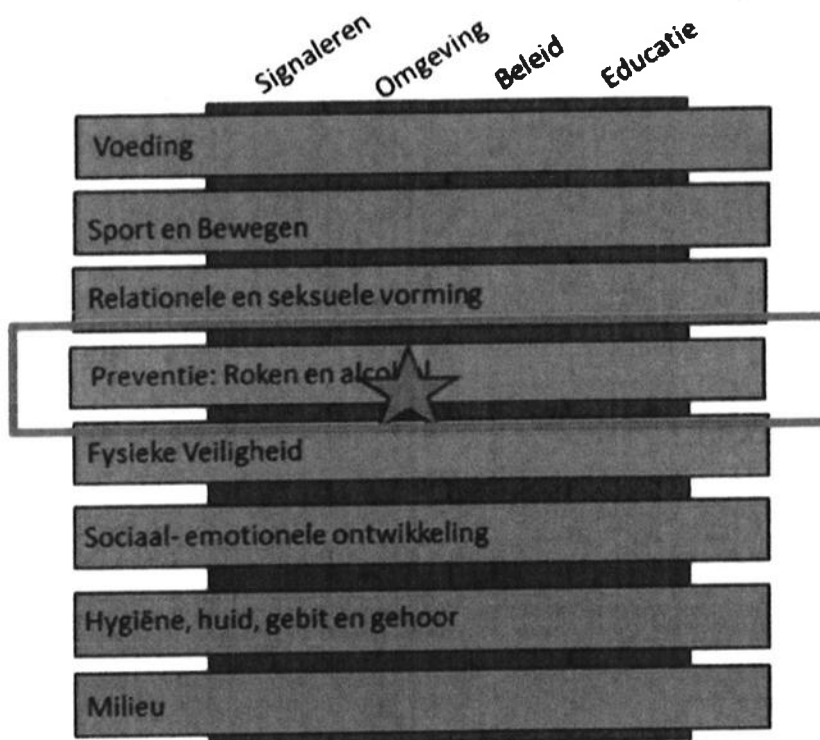 Signaleren Omgeving Beleid Educatie
Voeding
Sport en Bewegen
Relationele en seksuele vorming
Preventie: Roken en alcohol
Fysieke Veiligheid
Sociaal- emotionele ontwikkeling
Hygiëne, huid, gebit en gehoor
Milieu